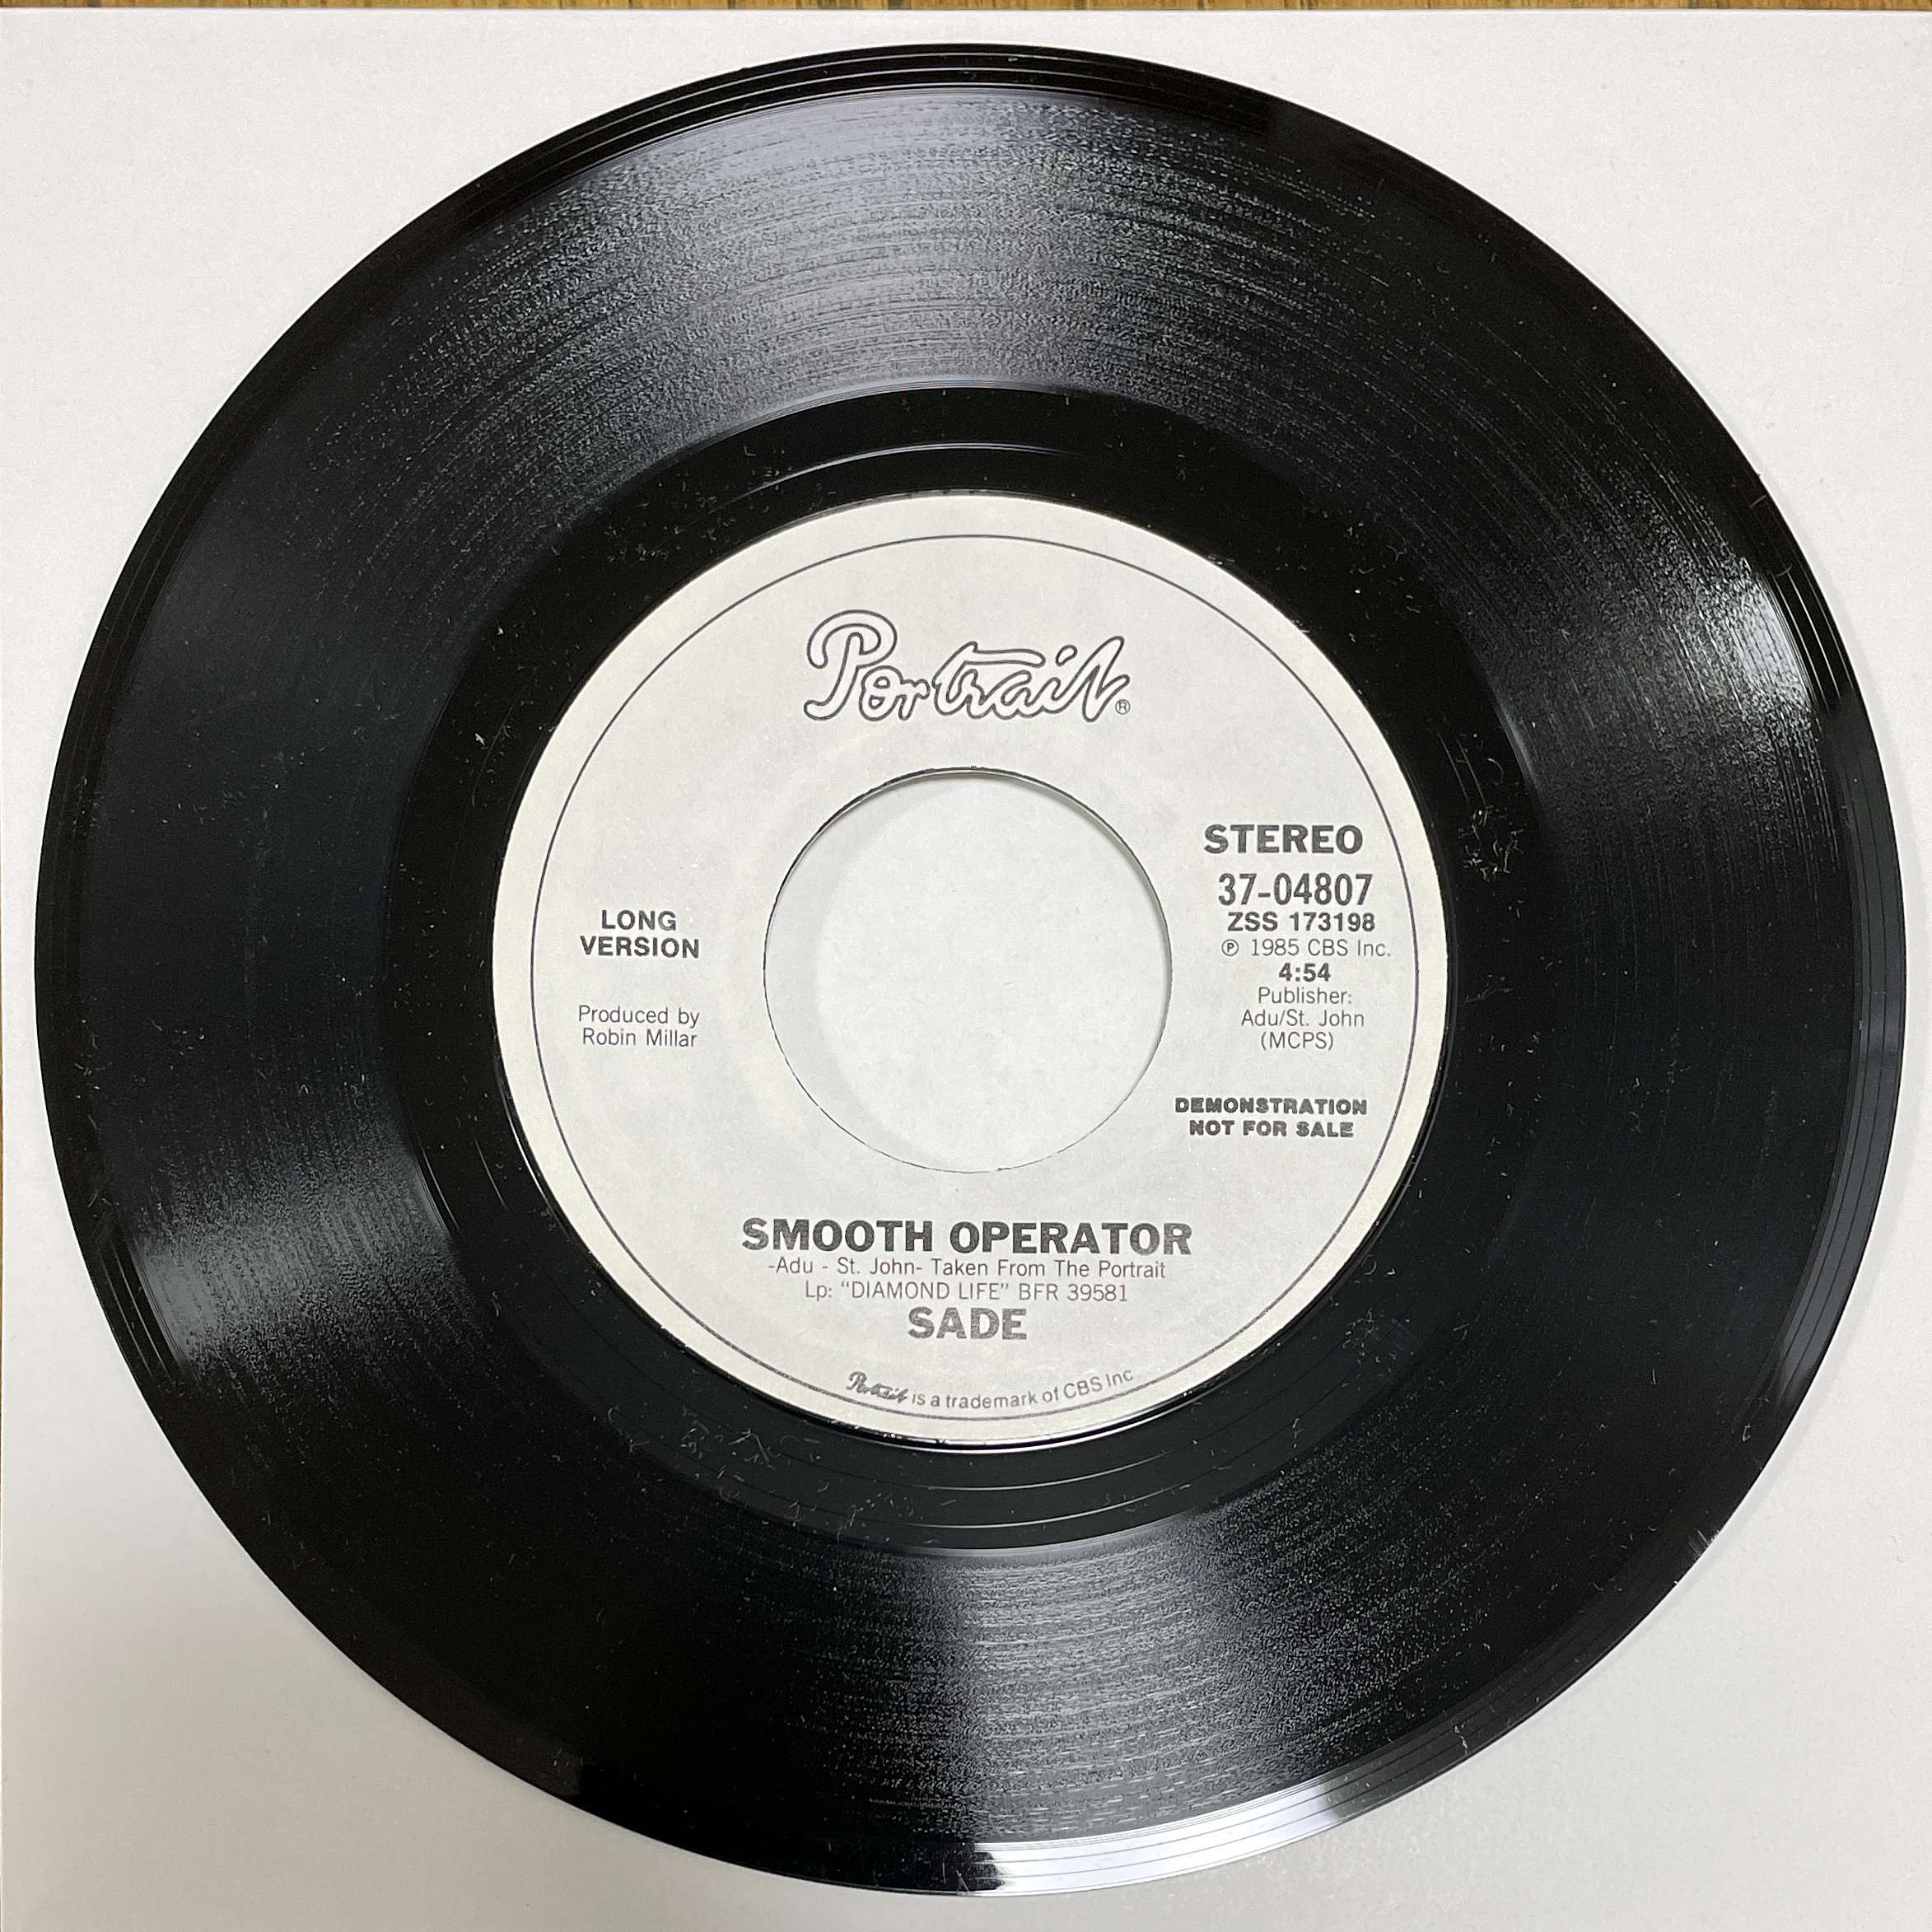 Portrait®
STEREO
37-04807
ZSS 173198
℗ 1985 CBS Inc.
4:54
Publisher:
Adu/St. John
(MCPS)
LONG
VERSION
Produced by
Robin Millar
DEMONSTRATION
NOT FOR SALE
SMOOTH OPERATOR
-Adu - St. John- Taken From The Portrait
Lp: “DIAMOND LIFE” BFR 39581
SADE
Portrait is a trademark of CBS Inc